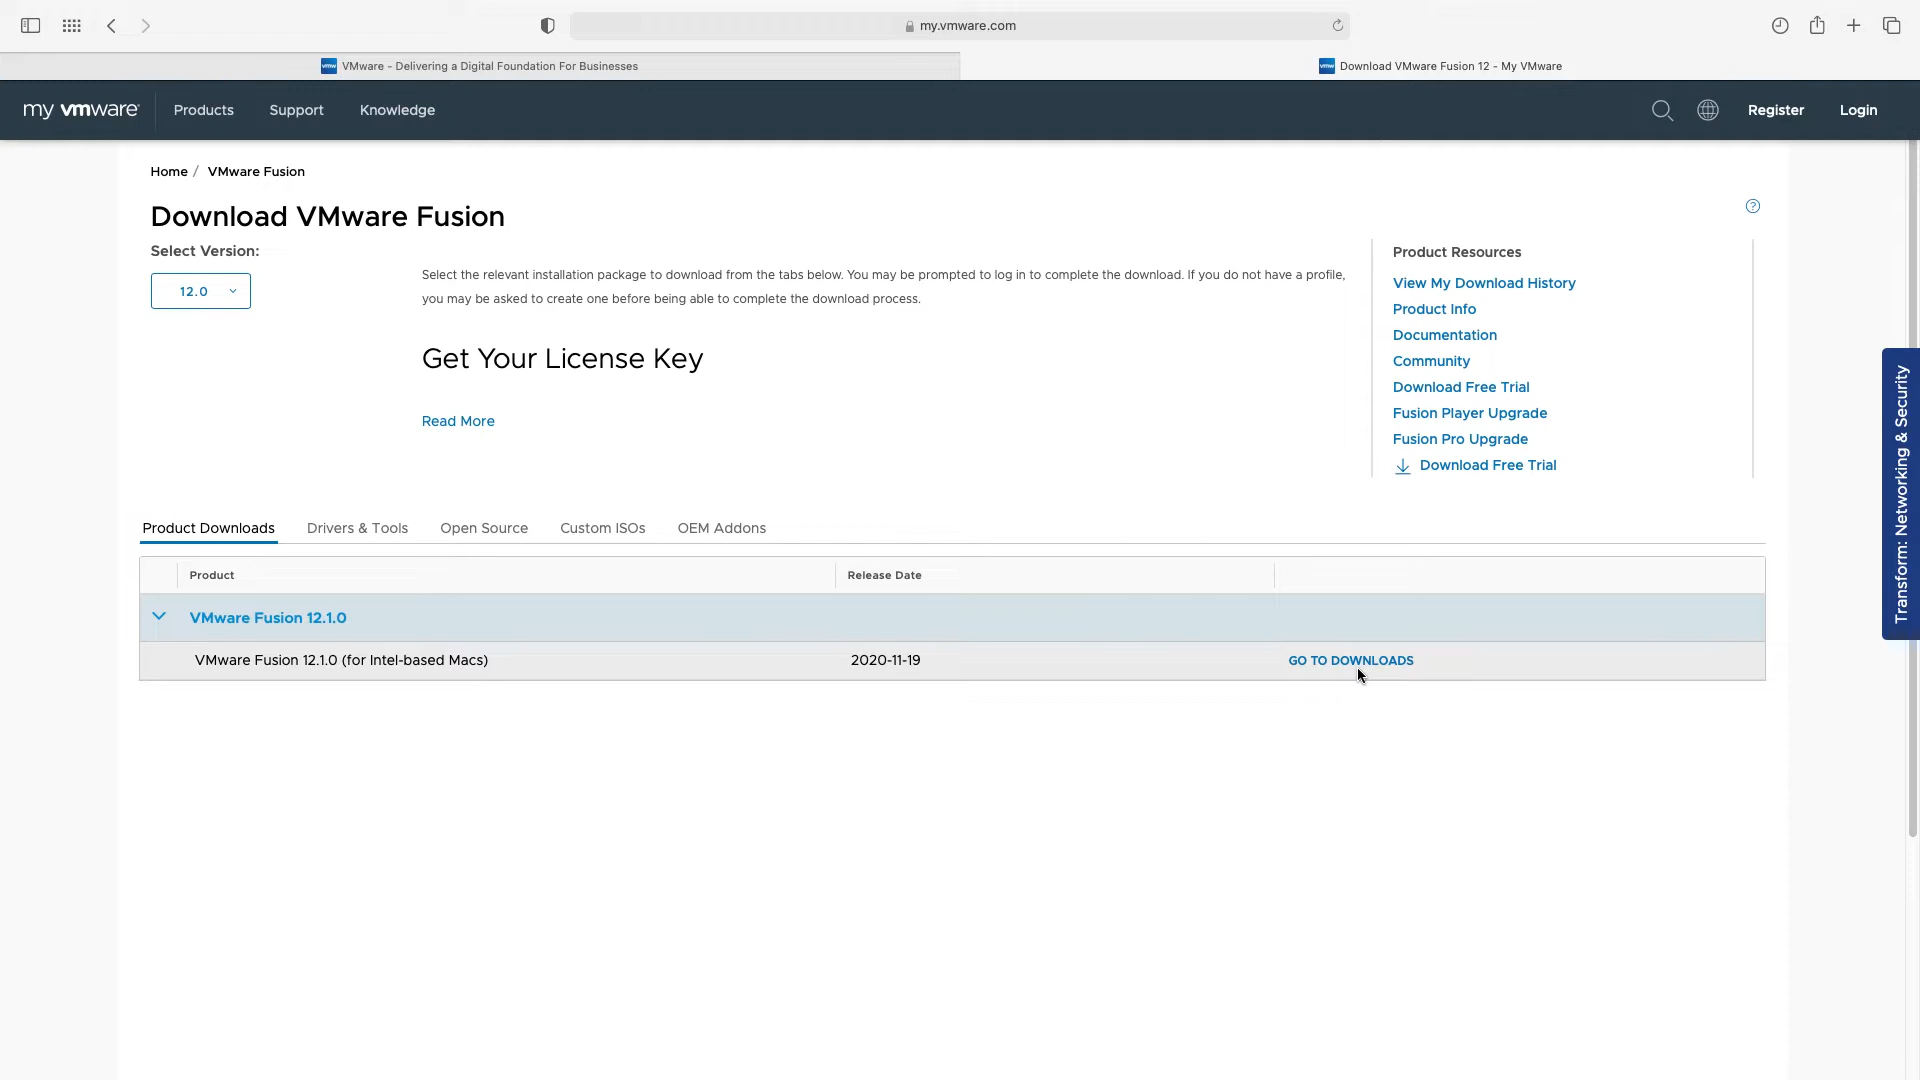 my.vmware.com
vmw VMware - Delivering a Digital Foundation For Businesses
vmw Download VMware Fusion 12 - My VMware
my vmware Products Support Knowledge Register Login
Home / VMware Fusion
Download VMware Fusion
Select Version:
12.0
Select the relevant installation package to download from the tabs below. You may be prompted to log in to complete the download. If you do not have a profile,
you may be asked to create one before being able to complete the download process.
Get Your License Key
Read More
Product Resources
View My Download History
Product Info
Documentation
Community
Download Free Trial
Fusion Player Upgrade
Fusion Pro Upgrade
Download Free Trial
Transform: Networking & Security
Product Downloads Drivers & Tools Open Source Custom ISOs OEM Addons
Product Release Date
VMware Fusion 12.1.0
VMware Fusion 12.1.0 (for Intel-based Macs) 2020-11-19 GO TO DOWNLOADS